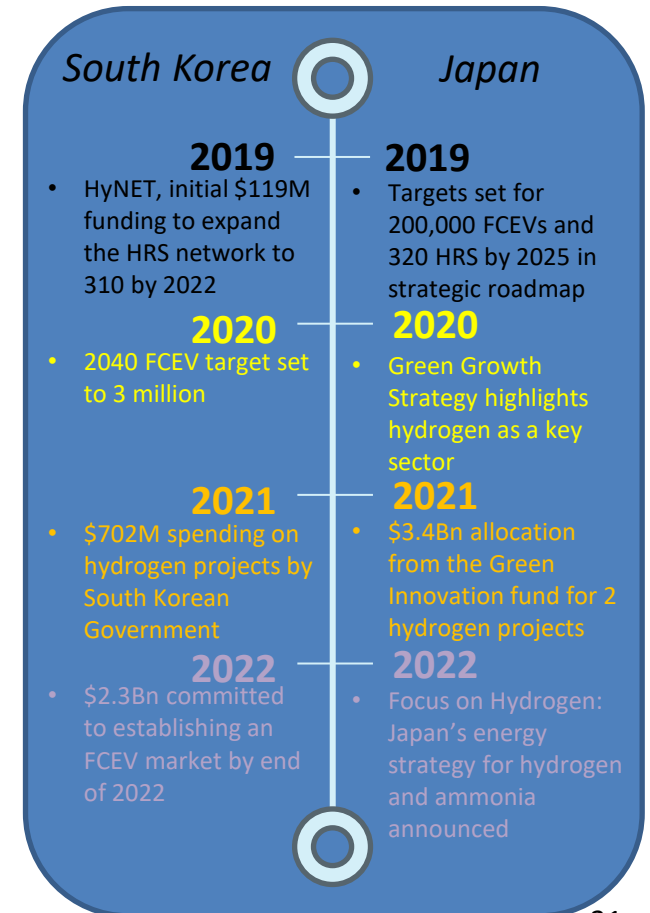 South Korea
Japan
2019
• HyNET, initial $119M
funding to expand
the HRS network to
310 by 2022
2019
• Targets set for
200,000 FCEVs and
320 HRS by 2025 in
strategic roadmap
2020
• 2040 FCEV target set
to 3 million
2020
• Green Growth
Strategy highlights
hydrogen as a key
sector
2021
• $702M spending on
hydrogen projects by
South Korean
Government
2021
• $3.4Bn allocation
from the Green
Innovation fund for 2
hydrogen projects
2022
• $2.3Bn committed
to establishing an
FCEV market by end
of 2022
2022
• Focus on Hydrogen:
Japan’s energy
strategy for hydrogen
and ammonia
announced